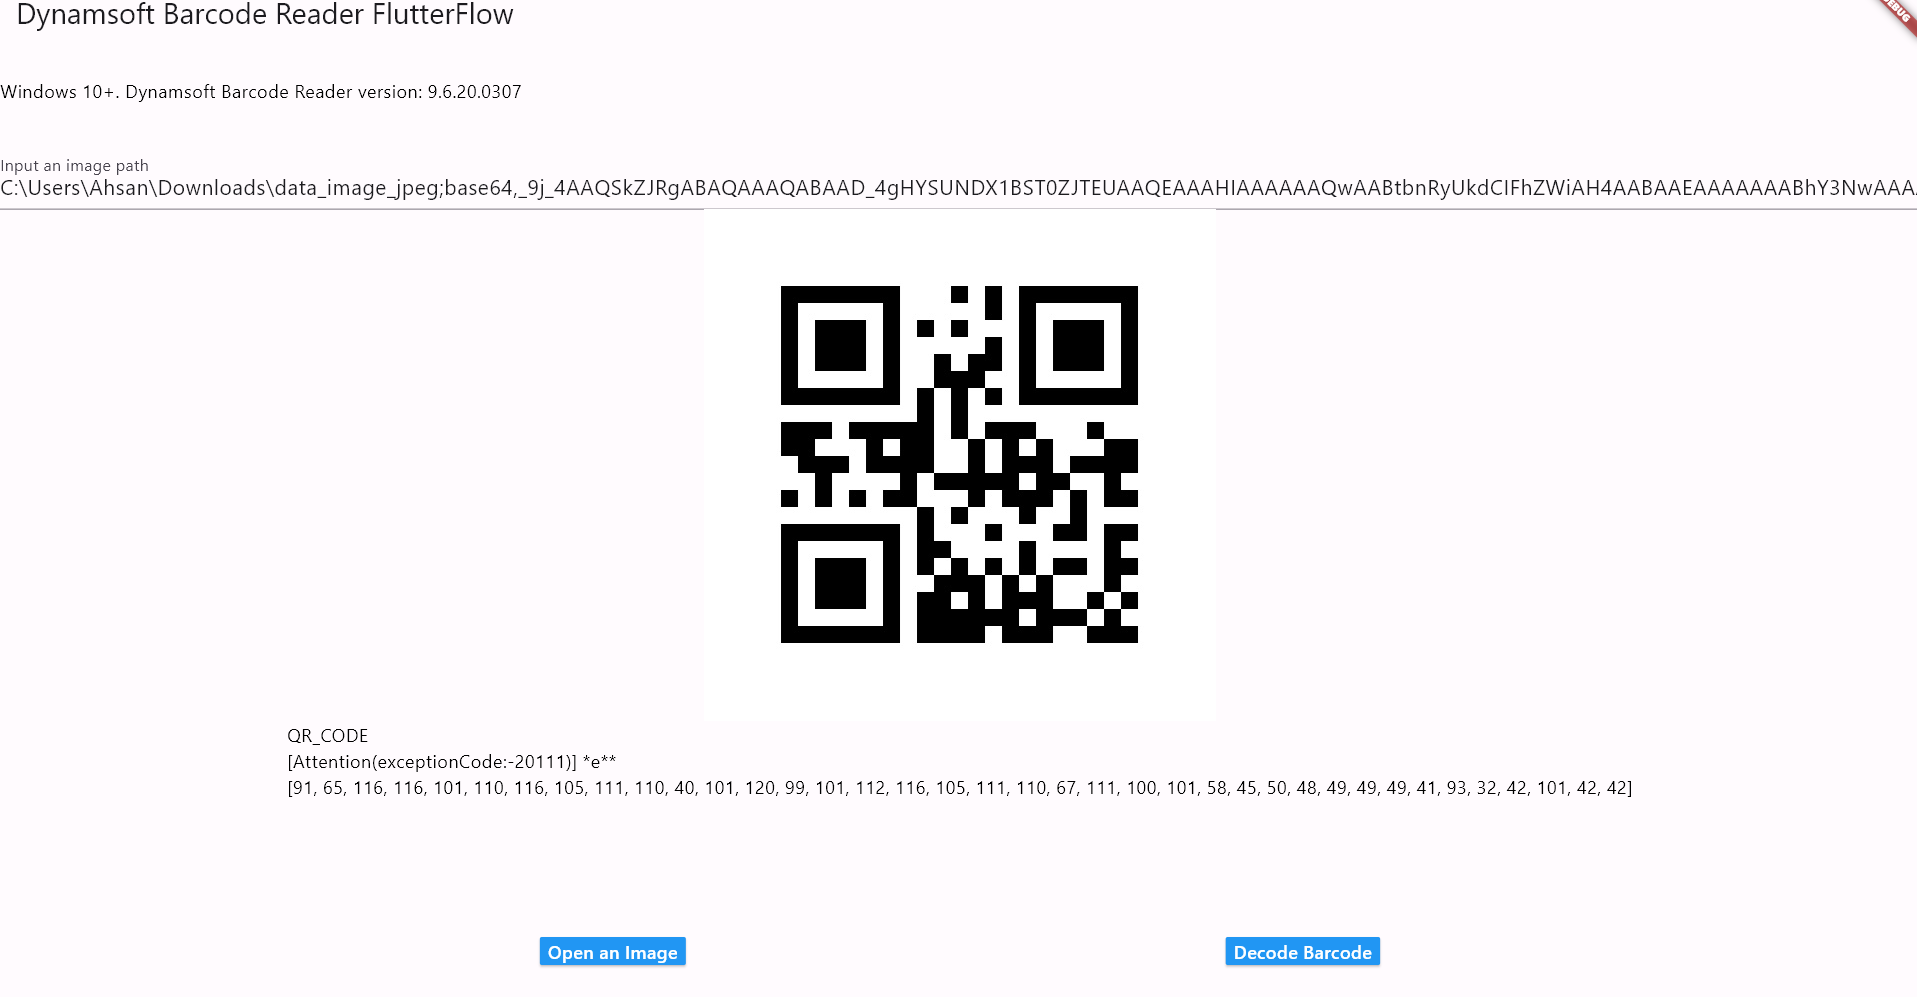 Dynamsoft Barcode Reader FlutterFlow
DEBUG
Windows 10+. Dynamsoft Barcode Reader version: 9.6.20.0307
Input an image path
C:\Users\Ahsan\Downloads\data_image_jpeg;base64,_9j_4AAQSkZJRgABAQAAAQABAAD_4gHYSUNDX1BST0ZJTEUAAQEAAAHIAAAAAAQwAABtbnRyUkdCIFhZWiAH4AABAAEAAAAAAABhY3NwAAA
QR_CODE
[Attention(exceptionCode:-20111)] *e**
[91, 65, 116, 116, 101, 110, 116, 105, 111, 110, 40, 101, 120, 99, 101, 112, 116, 105, 111, 110, 67, 111, 100, 101, 58, 45, 50, 48, 49, 49, 49, 41, 93, 32, 42, 101, 42, 42]
Open an Image
Decode Barcode